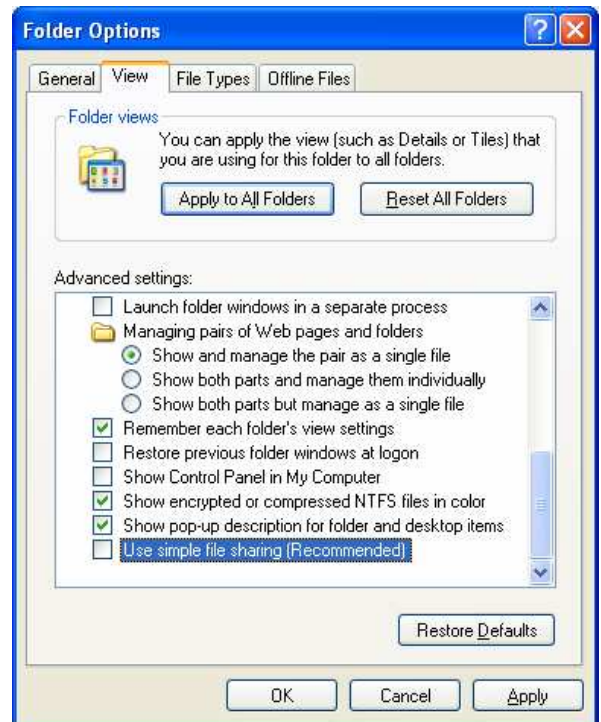 Folder Options
General View File Types Offline Files
Folder views
You can apply the view (such as Details or Tiles) that
you are using for this folder to all folders.
Apply to All Folders Reset All Folders
Advanced settings:
Launch folder windows in a separate process
Managing pairs of Web pages and folders
Show and manage the pair as a single file
Show both parts and manage them individually
Show both parts but manage as a single file
Remember each folder's view settings
Restore previous folder windows at logon
Show Control Panel in My Computer
Show encrypted or compressed NTFS files in color
Show pop-up description for folder and desktop items
Use simple file sharing (Recommended)
Restore Defaults
OK Cancel Apply